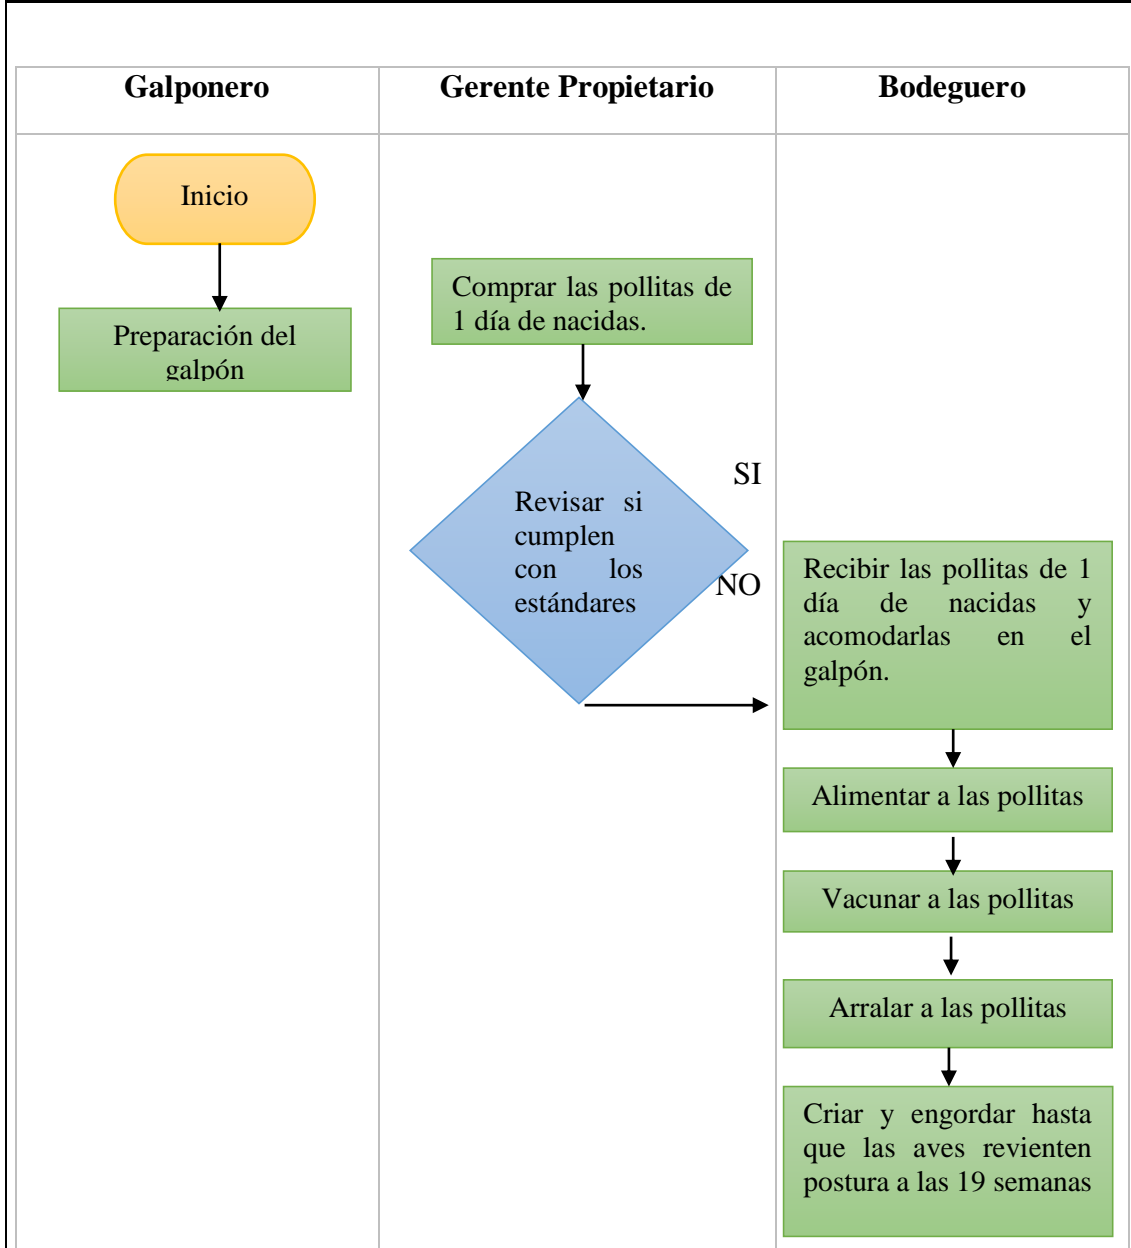 Galponero
Gerente Propietario
Bodeguero
Inicio
Preparación del
galpón
Comprar las pollitas de
1 día de nacidas.
Revisar si
cumplen
con los
estándares
SI
NO
Recibir las pollitas de 1
día de nacidas y
acomodarlas en el
galpón.
Alimentar a las pollitas
Vacunar a las pollitas
Arralar a las pollitas
Criar y engordar hasta
que las aves revienten
postura a las 19 semanas